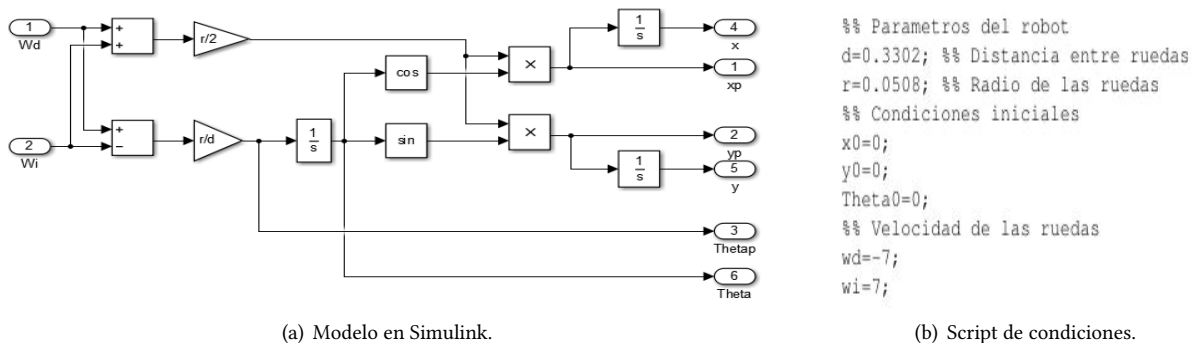 1
Wd
+
+
r/2
1
s
4
x
×
1
xp
cos
2
Wi
+
−
r/d
1
s
sin
×
2
yp
1
s
5
y
3
Thetap
6
Theta
(a) Modelo en Simulink.
%% Parametros del robot
d=0.3302; %% Distancia entre ruedas
r=0.0508; %% Radio de las ruedas
%% Condiciones iniciales
x0=0;
y0=0;
Theta0=0;
%% Velocidad de las ruedas
wd=-7;
wi=7;
(b) Script de condiciones.